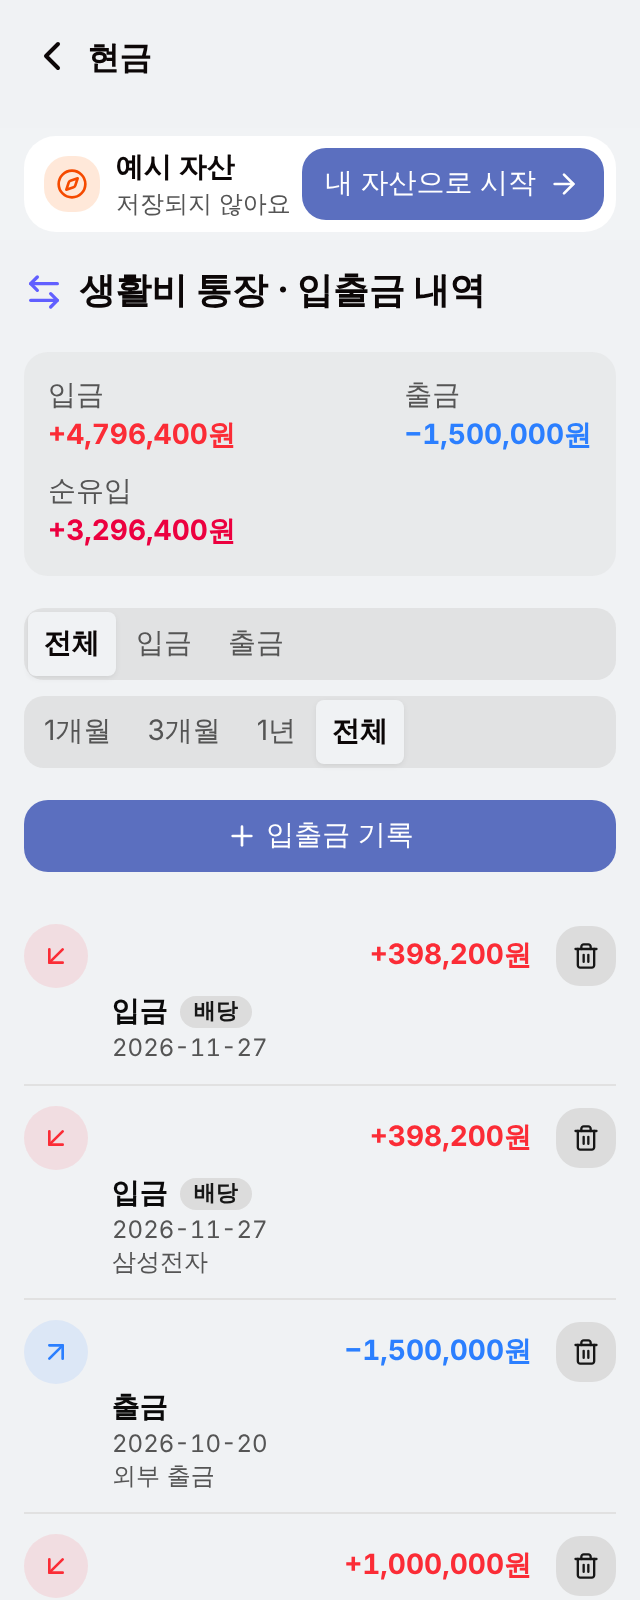 현금
예시 자산
저장되지 않아요
내 자산으로 시작
생활비 통장 · 입출금 내역
입금
+4,796,400원
출금
−1,500,000원
순유입
+3,296,400원
전체 입금 출금
1개월 3개월 1년 전체
입출금 기록
+398,200원
입금 배당
2026-11-27
+398,200원
입금 배당
2026-11-27
삼성전자
−1,500,000원
출금
2026-10-20
외부 출금
+1,000,000원